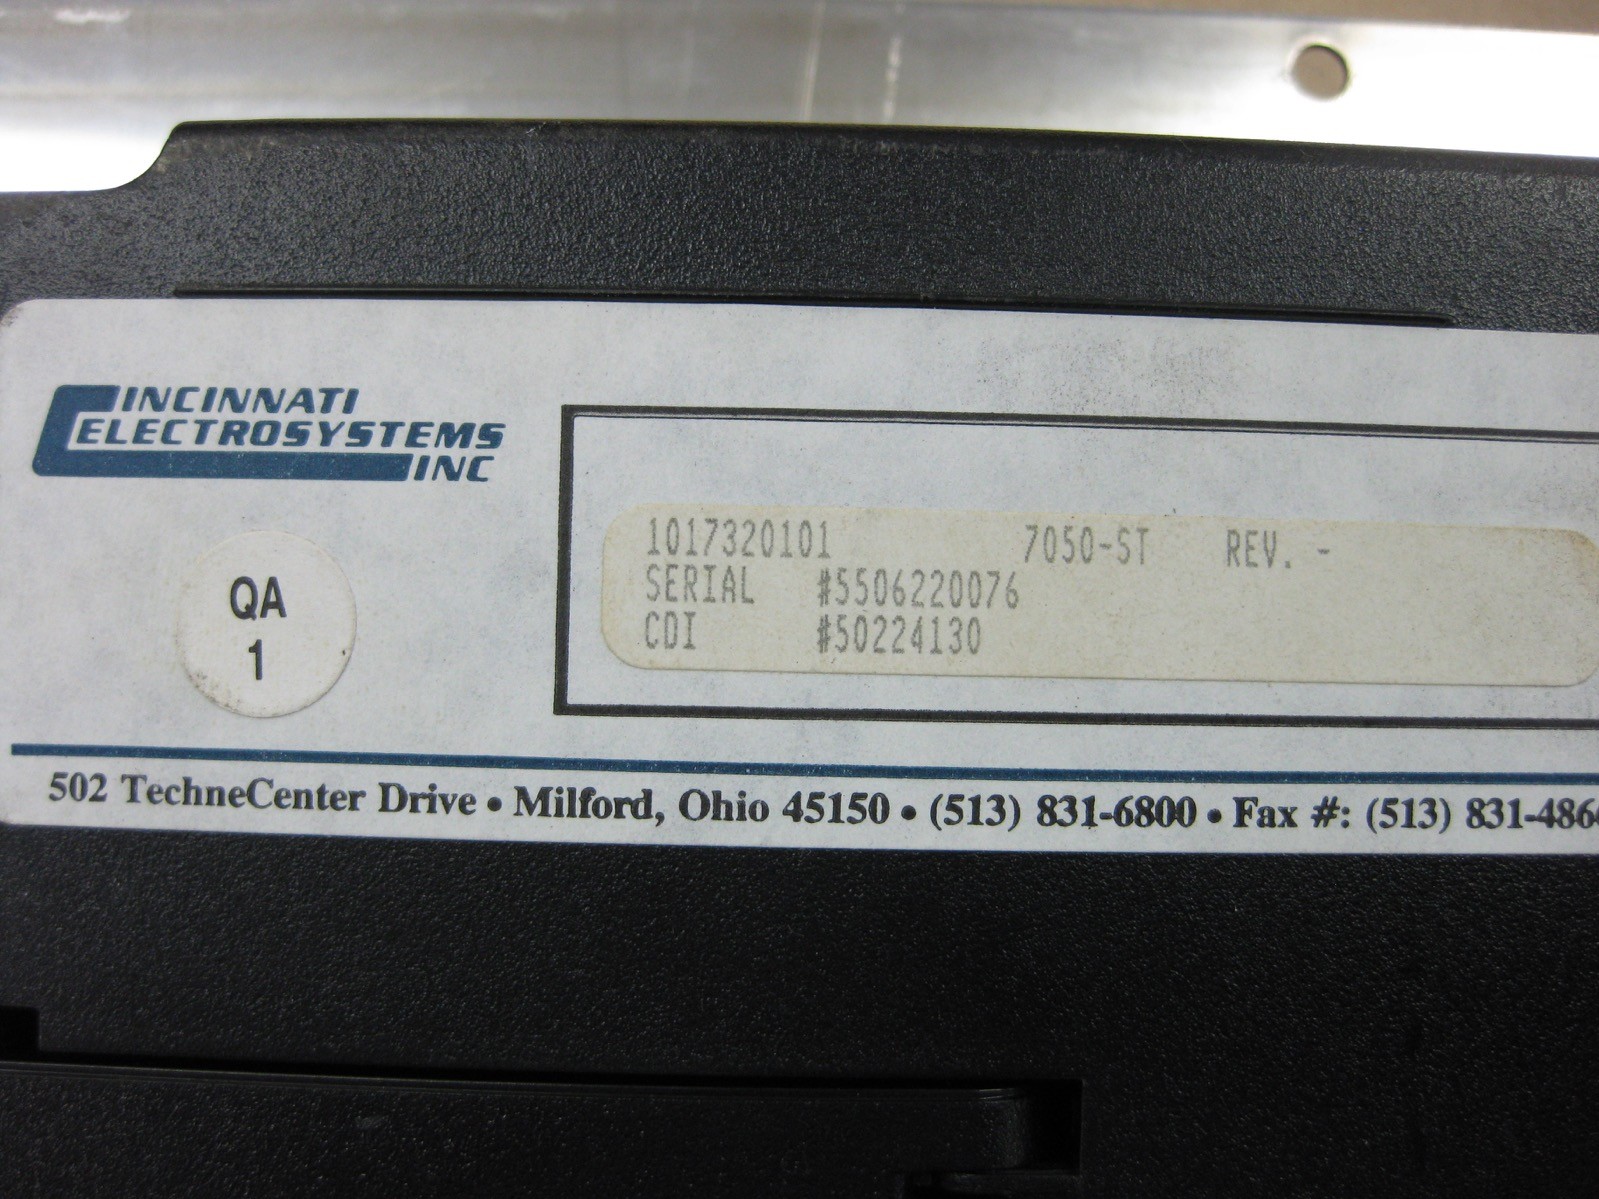 CINCINNATI
ELECTROSYSTEMS
INC
QA
1
1017320101 7050-ST REV. -
SERIAL #5506220076
CDI #50224130
502 TechneCenter Drive • Milford, Ohio 45150 • (513) 831-6800 • Fax #: (513) 831-486